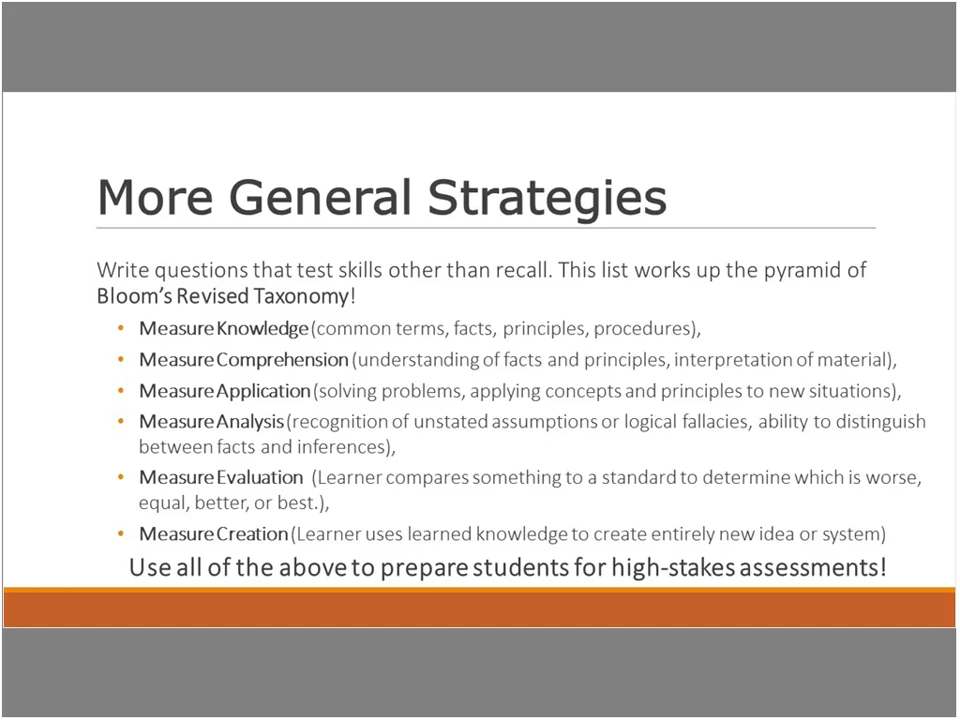 More General Strategies
Write questions that test skills other than recall. This list works up the pyramid of
Bloom's Revised Taxonomy!
• Measure Knowledge (common terms, facts, principles, procedures),
• Measure Comprehension (understanding of facts and principles, interpretation of material),
• Measure Application (solving problems, applying concepts and principles to new situations),
• Measure Analysis (recognition of unstated assumptions or logical fallacies, ability to distinguish
between facts and inferences),
• Measure Evaluation (Learner compares something to a standard to determine which is worse,
equal, better, or best.),
• Measure Creation (Learner uses learned knowledge to create entirely new idea or system)
Use all of the above to prepare students for high-stakes assessments!